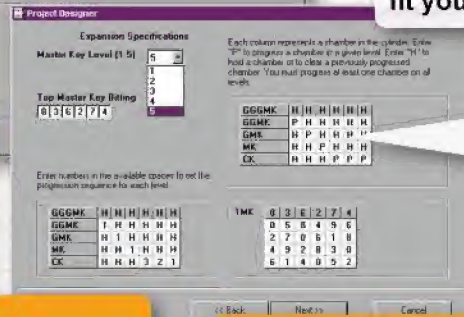 fit you
Project Designer
Expansion Specifications
Master Key Level (1-5) 5
1
2
3
4
5
Top Master Key Bitting
8 3 6 2 7 4
Each column represents a chamber in the cylinder. Enter
"P" to progress a chamber in a given level. Enter "H" to
hold a chamber or to clear a previously progressed
chamber. You must progress at least one chamber on all
levels.
GGGMK H H H H H H
GGMK P H H H H H
GMK H P H H H H
MK H H P H H H
CK H H H P P P
Enter numbers in the available spaces to set the
progression sequence for each level.
GGGMK H H H H H H
GGMK 1 H H H H H
GMK H 1 H H H H
MK H H 1 H H H
CK H H H 3 2 1
TMK 8 3 6 2 7 4
0 5 8 4 9 6
2 7 0 6 1 8
4 9 2 8 3 0
6 1 4 0 5 2
<< Back Next >> Cancel